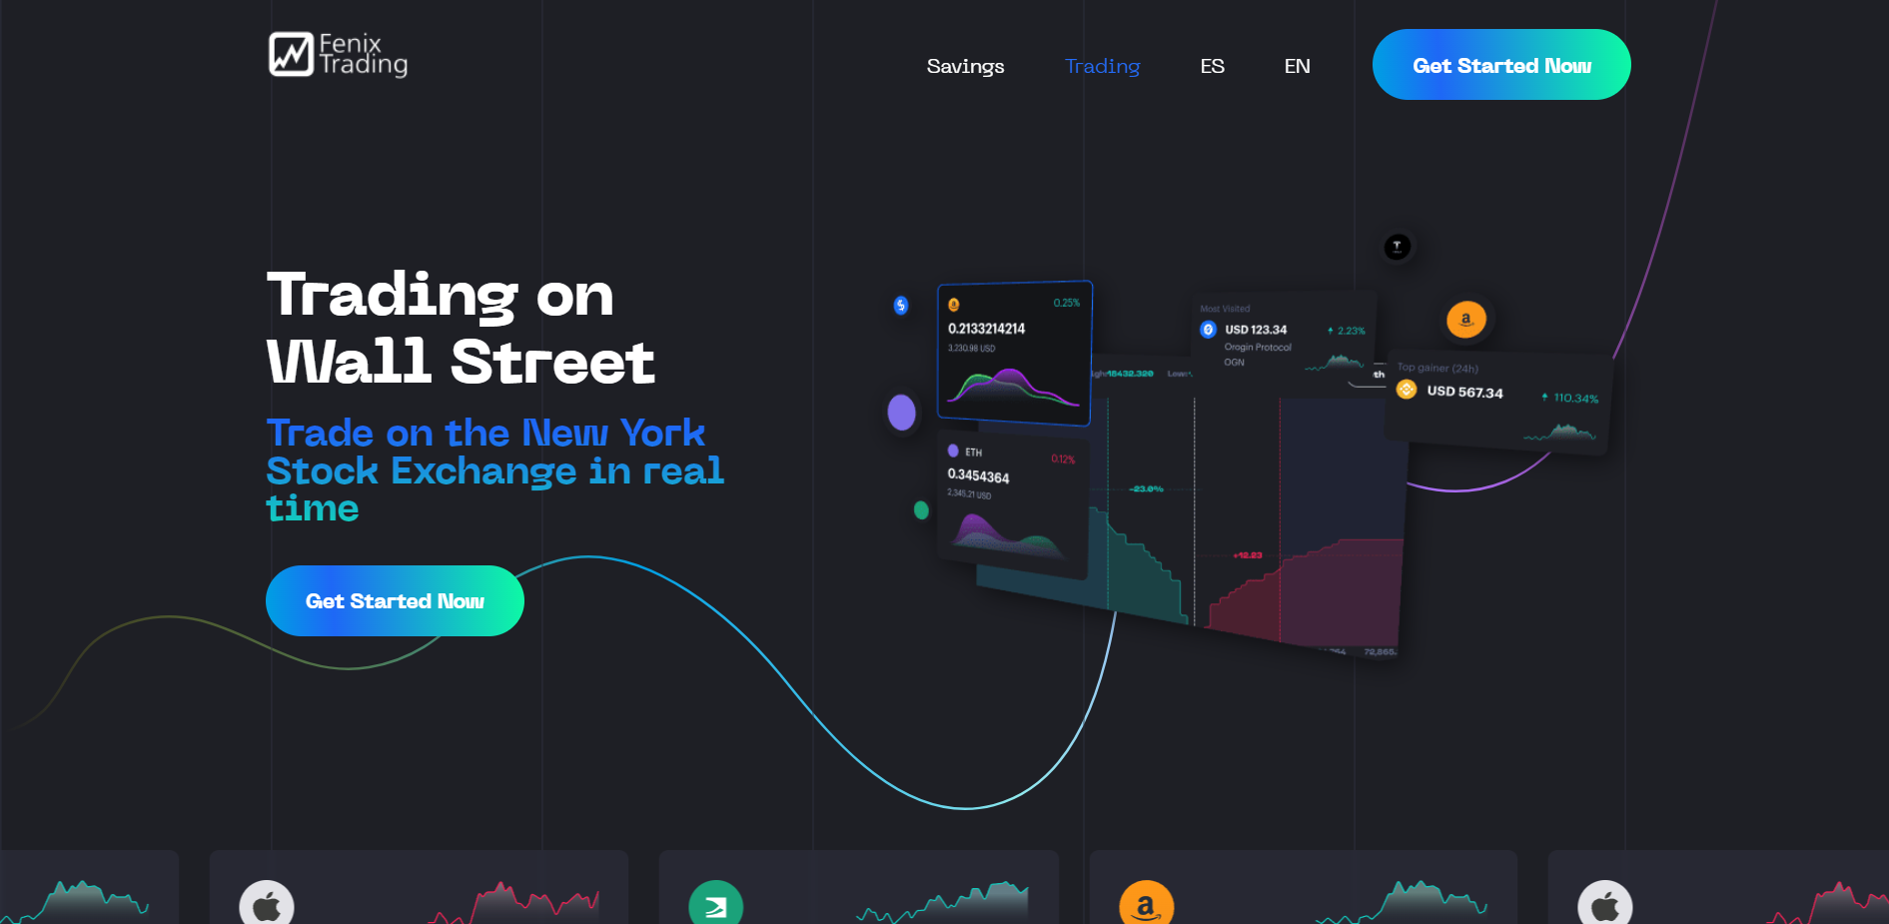 Fenix
Trading
Savings
Trading
ES
EN
Get Started Now
Trading on
Wall Street
Trade on the New York
Stock Exchange in real
time
Get Started Now
0.25%
0.2133214214
3,230.98 USD
Most Visited
USD 123.34
2.23%
Orogin Protocol
OGN
Top gainer (24h)
USD 567.34
110.34%
ETH
0.12%
0.3454364
2,345.21 USD
-23.0%
+12.23